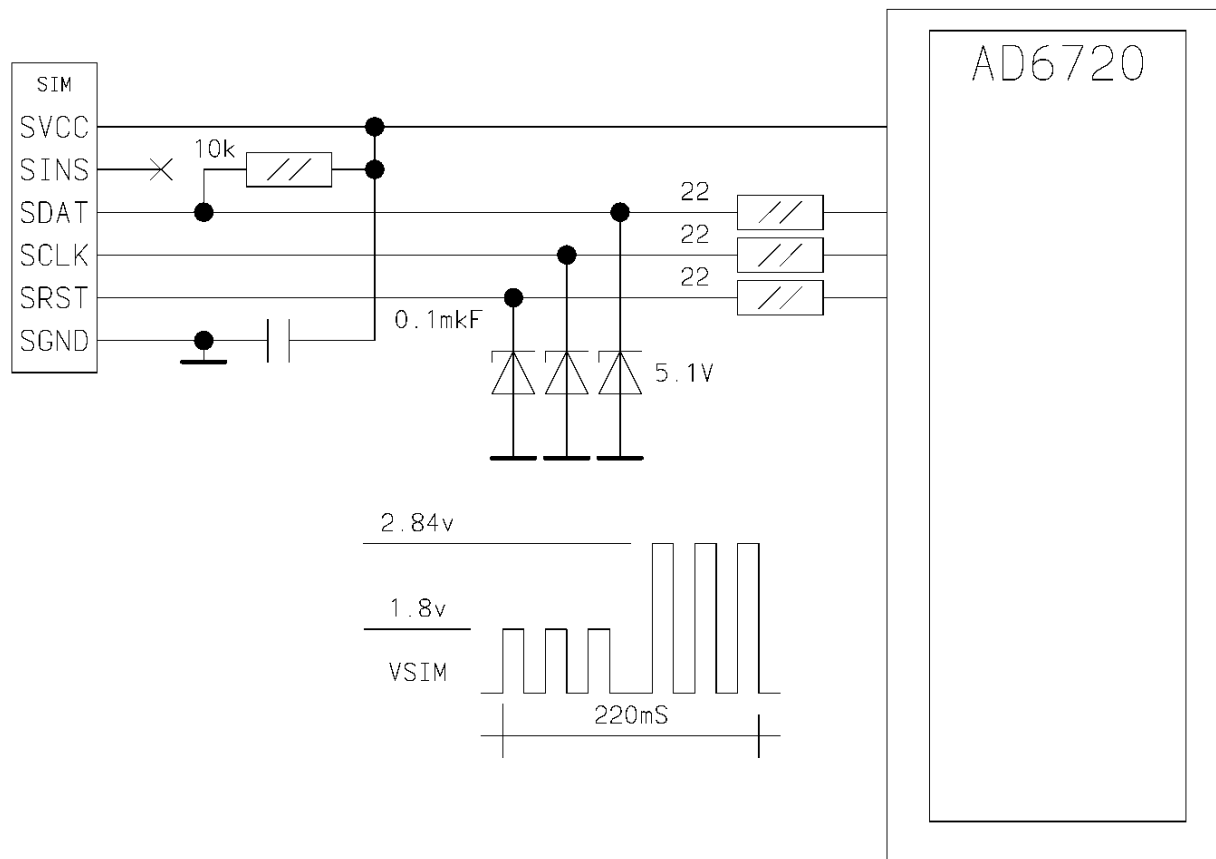 AD6720
SIM
SVCC
10k
SINS
22
SDAT
22
SCLK
22
SRST
0.1mkF
SGND
5.1V
2.84v
1.8v
VSIM
220mS